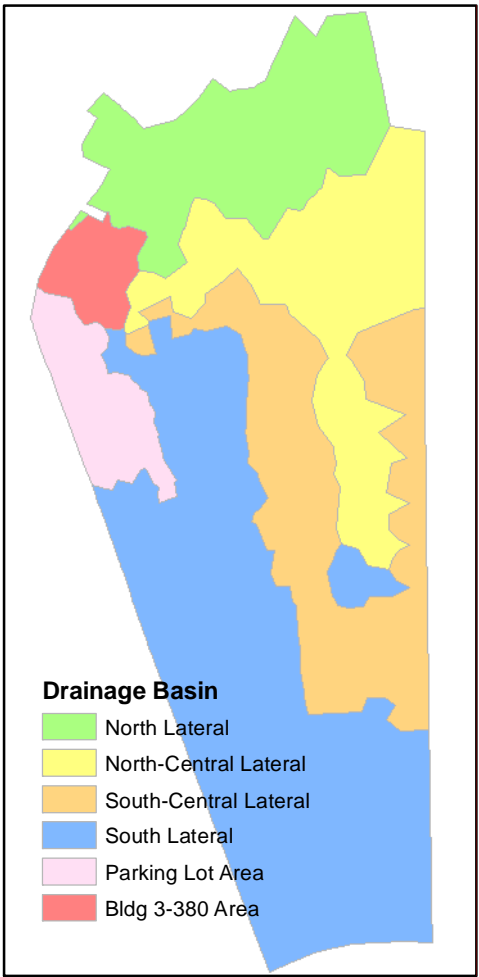 Drainage Basin
North Lateral
North-Central Lateral
South-Central Lateral
South Lateral
Parking Lot Area
Bldg 3-380 Area